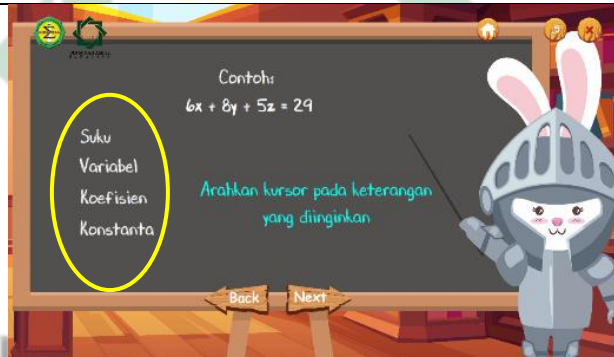 Contoh:
6x + 8y + 5z = 29
Suku
Variabel
Koefisien
Konstanta
Arahkan kursor pada keterangan
yang diinginkan
Back
Next